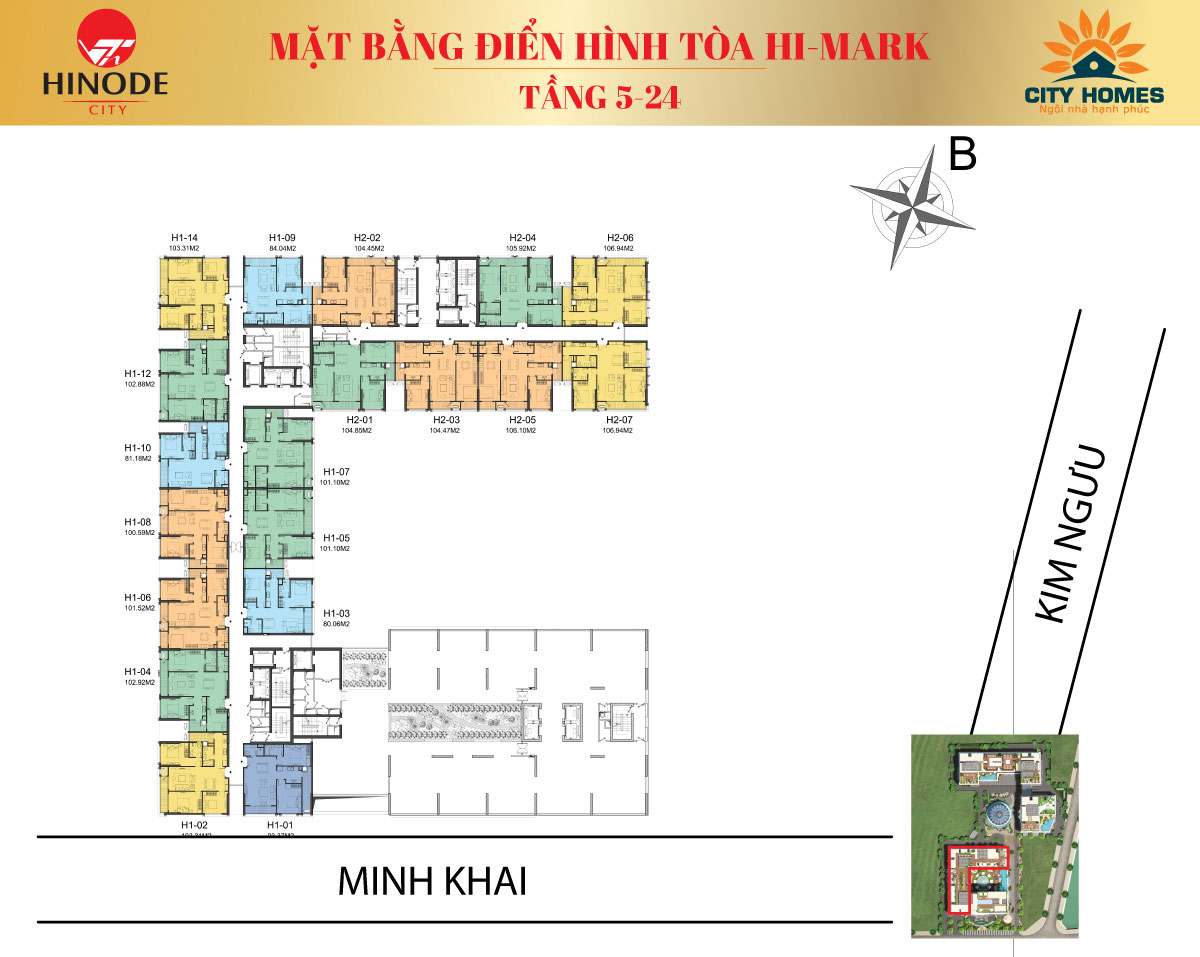 HINODE
CITY
MẶT BẰNG ĐIỂN HÌNH TÒA HI-MARK
TẦNG 5-24
CITY HOMES
Ngôi nhà hạnh phúc
B
H1-14
103.31M2
H1-09
84.04M2
H2-02
104.45M2
H2-04
105.92M2
H2-06
106.94M2
H1-12
102.88M2
H2-01
104.85M2
H2-03
104.47M2
H2-05
106.10M2
H2-07
106.94M2
H1-10
81.18M2
H1-07
101.10M2
H1-08
100.59M2
H1-05
101.10M2
H1-06
101.52M2
H1-03
80.06M2
H1-04
102.92M2
H1-02
103.31M2
H1-01
93.27M2
KIM NGƯU
MINH KHAI